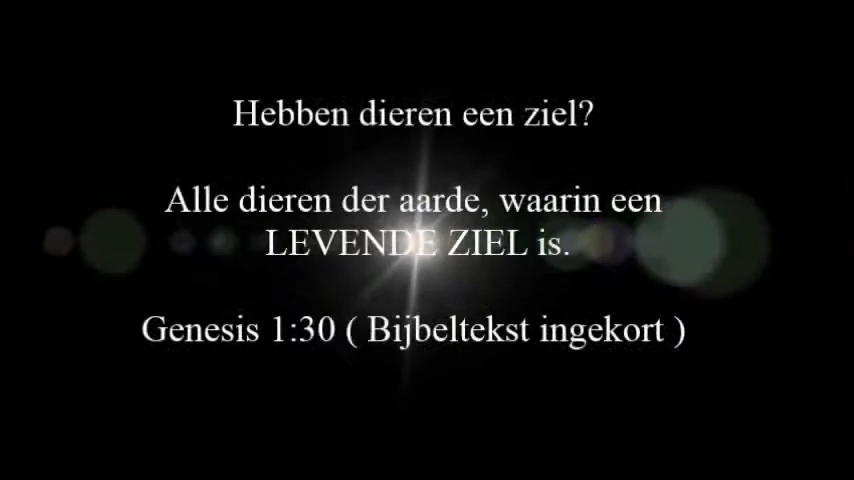 Hebben dieren een ziel?
Alle dieren der aarde, waarin een
LEVENDE ZIEL is.
Genesis 1:30 ( Bijbeltekst ingekort )